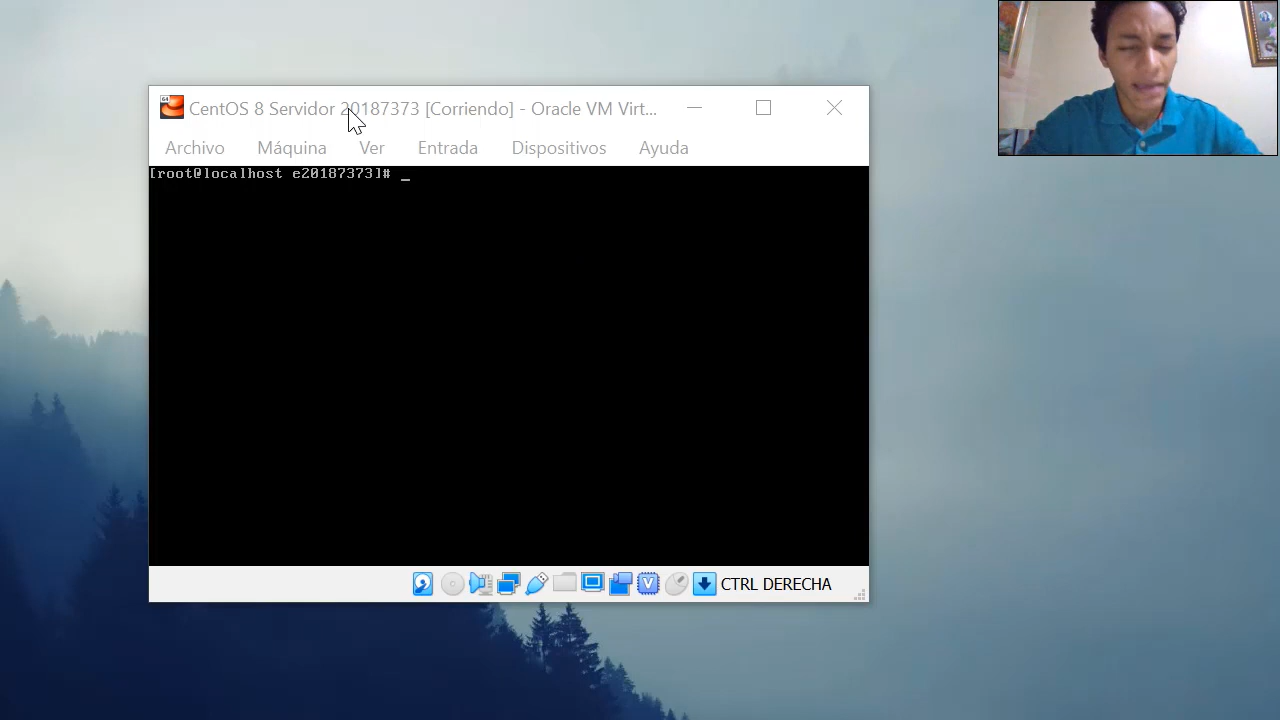 64
CentOS 8 Servidor 20187373 [Corriendo] - Oracle VM Virt...
Archivo Máquina Ver Entrada Dispositivos Ayuda
[root@localhost e20187373]# _
V
CTRL DERECHA